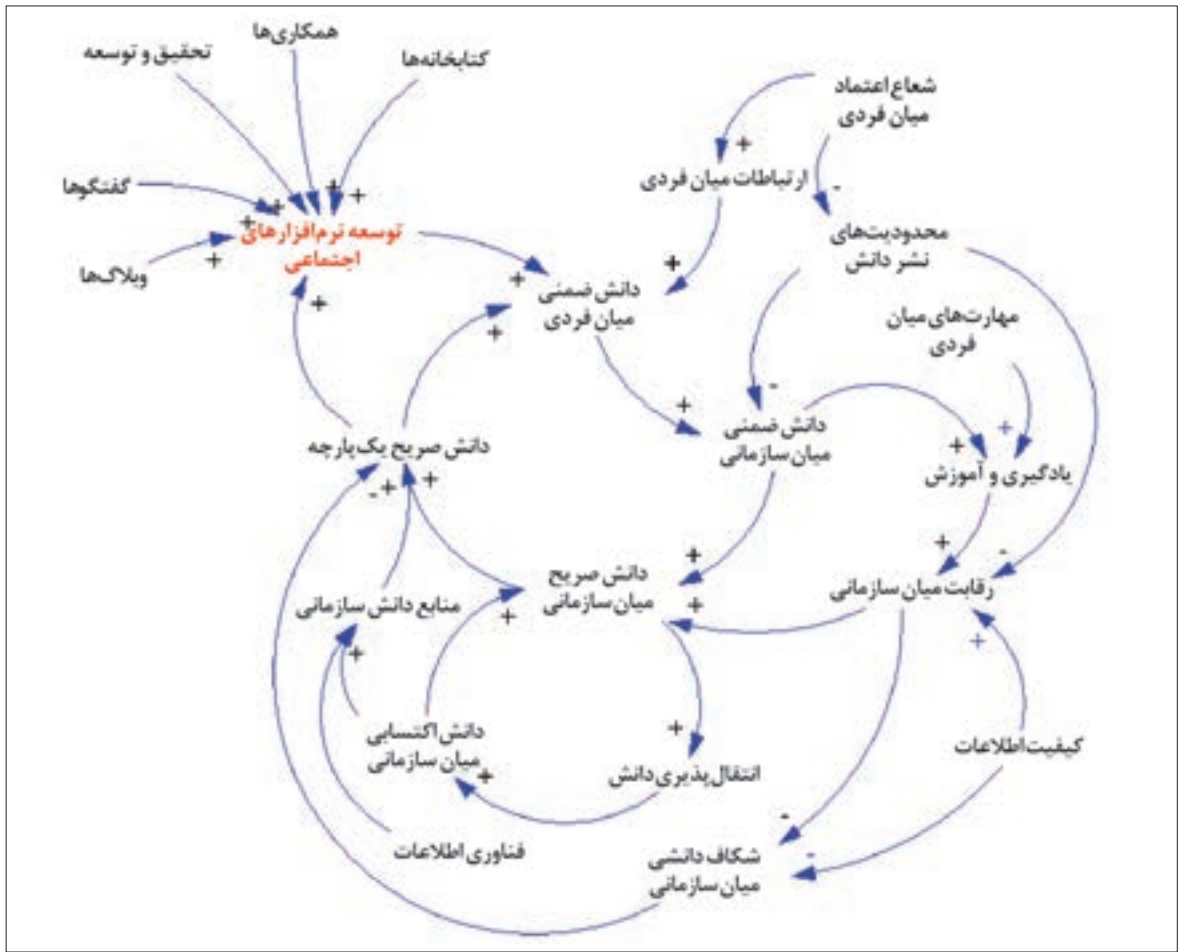 همکاری‌ها
تحقیق و توسعه
کتابخانه‌ها
شعاع اعتماد
میان فردی
گفتگوها
ارتباطات میان فردی
+
-
+
+
+
+
+
توسعه نرم‌افزارهای
اجتماعی
محدودیت‌های
نشر دانش
وبلاگ‌ها
+
+
+
+
دانش ضمنی
میان فردی
+
مهارت‌های میان
فردی
-
+
دانش ضمنی
میان سازمانی
+
+
دانش صریح یک‌پارچه
یادگیری و آموزش
+
+
-
+
+
-
دانش صریح
میان سازمانی
رقابت میان سازمانی
منابع دانش سازمانی
+
+
+
+
دانش اکتسابی
میان سازمانی
+
کیفیت اطلاعات
انتقال‌پذیری دانش
+
-
فناوری اطلاعات
شکاف دانشی
میان سازمانی
-